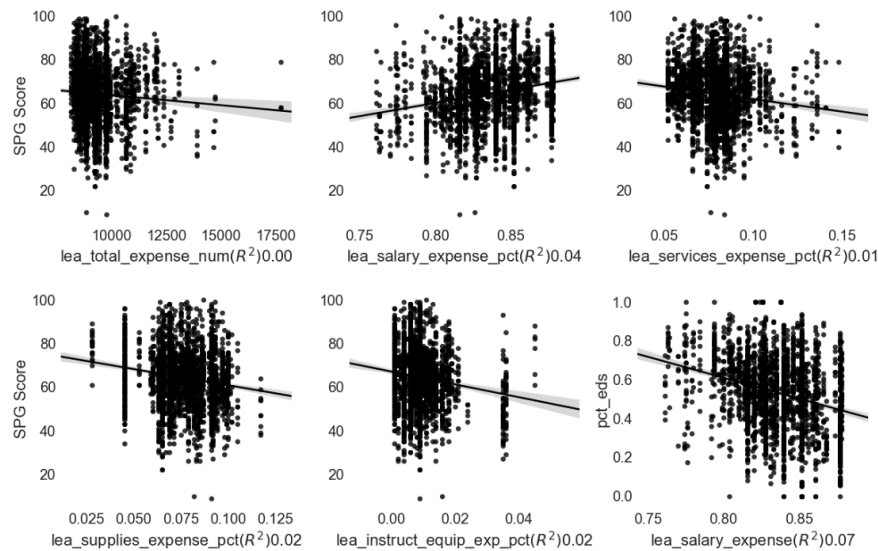 100
80
60
40
20
SPG Score
10000 12500 15000 17500
lea_total_expense_num(R²)0.00
100
80
60
40
20
0.75 0.80 0.85
lea_salary_expense_pct(R²)0.04
100
80
60
40
20
0.05 0.10 0.15
lea_services_expense_pct(R²)0.01
100
80
60
40
20
SPG Score
0.025 0.050 0.075 0.100 0.125
lea_supplies_expense_pct(R²)0.02
100
80
60
40
20
0.00 0.02 0.04
lea_instruct_equip_exp_pct(R²)0.02
1.0
0.8
0.6
0.4
0.2
0.0
pct_eds
0.75 0.80 0.85
lea_salary_expense(R²)0.07